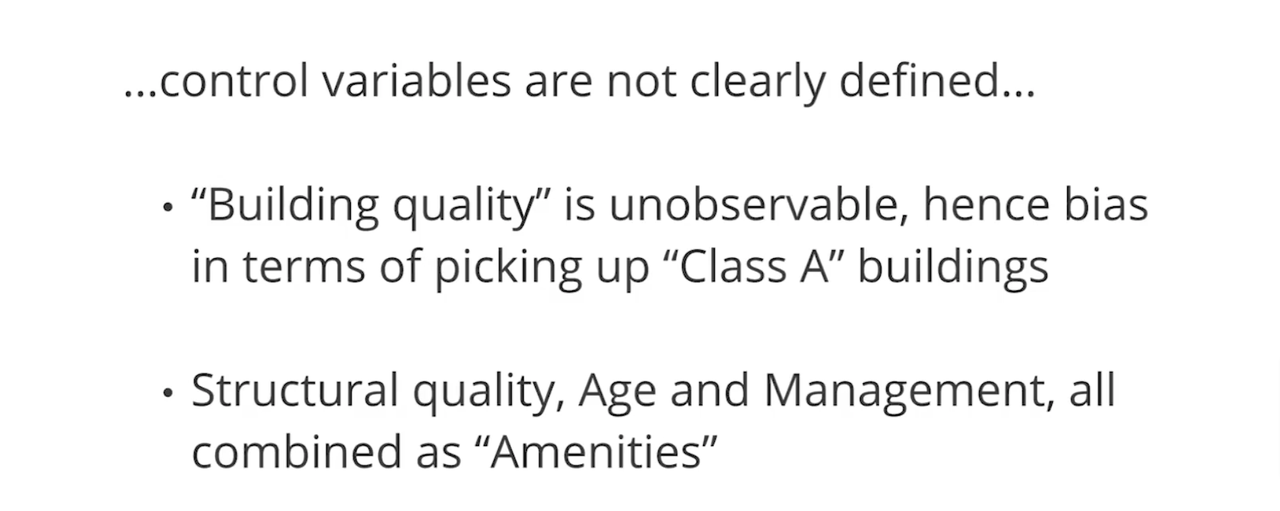 ...control variables are not clearly defined...
• “Building quality” is unobservable, hence bias
in terms of picking up “Class A” buildings
• Structural quality, Age and Management, all
combined as “Amenities”